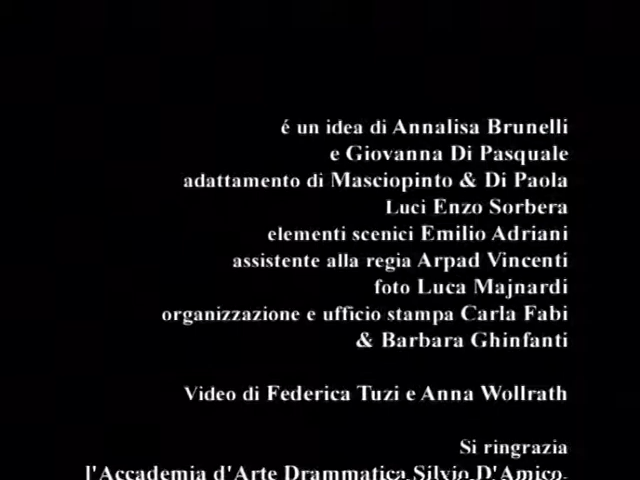 é un idea di Annalisa Brunelli
e Giovanna Di Pasquale
adattamento di Masciopinto & Di Paola
Luci Enzo Sorbera
elementi scenici Emilio Adriani
assistente alla regia Arpad Vincenti
foto Luca Majnardi
organizzazione e ufficio stampa Carla Fabi
& Barbara Ghinfanti
Video di Federica Tuzi e Anna Wollrath
Si ringrazia
l'Accademia d'Arte Drammatica Silvio D'Amico